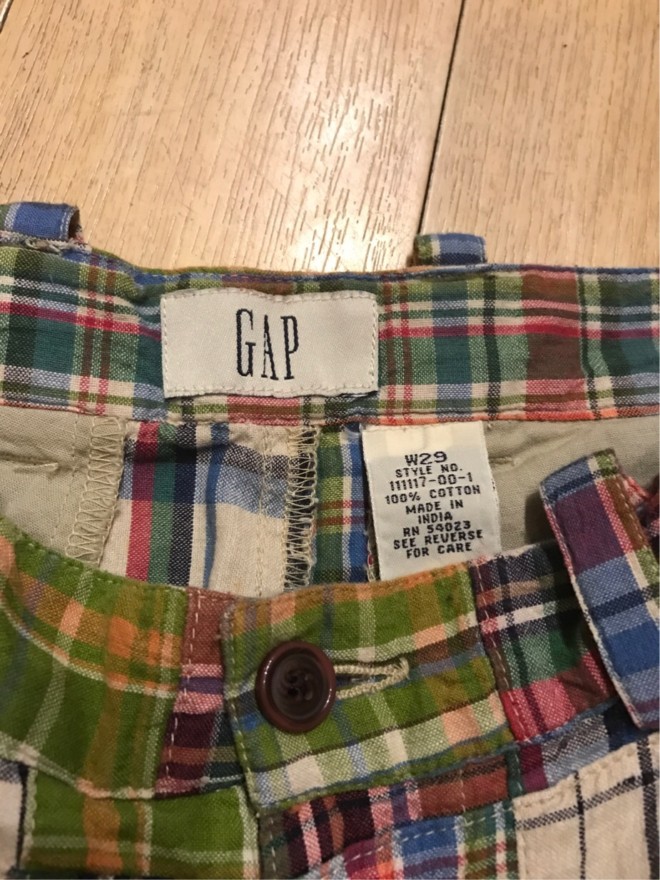 GAP
W29
STYLE NO.
111117-00-1
100% COTTON
MADE IN
INDIA
RN 54023
SEE REVERSE
FOR CARE